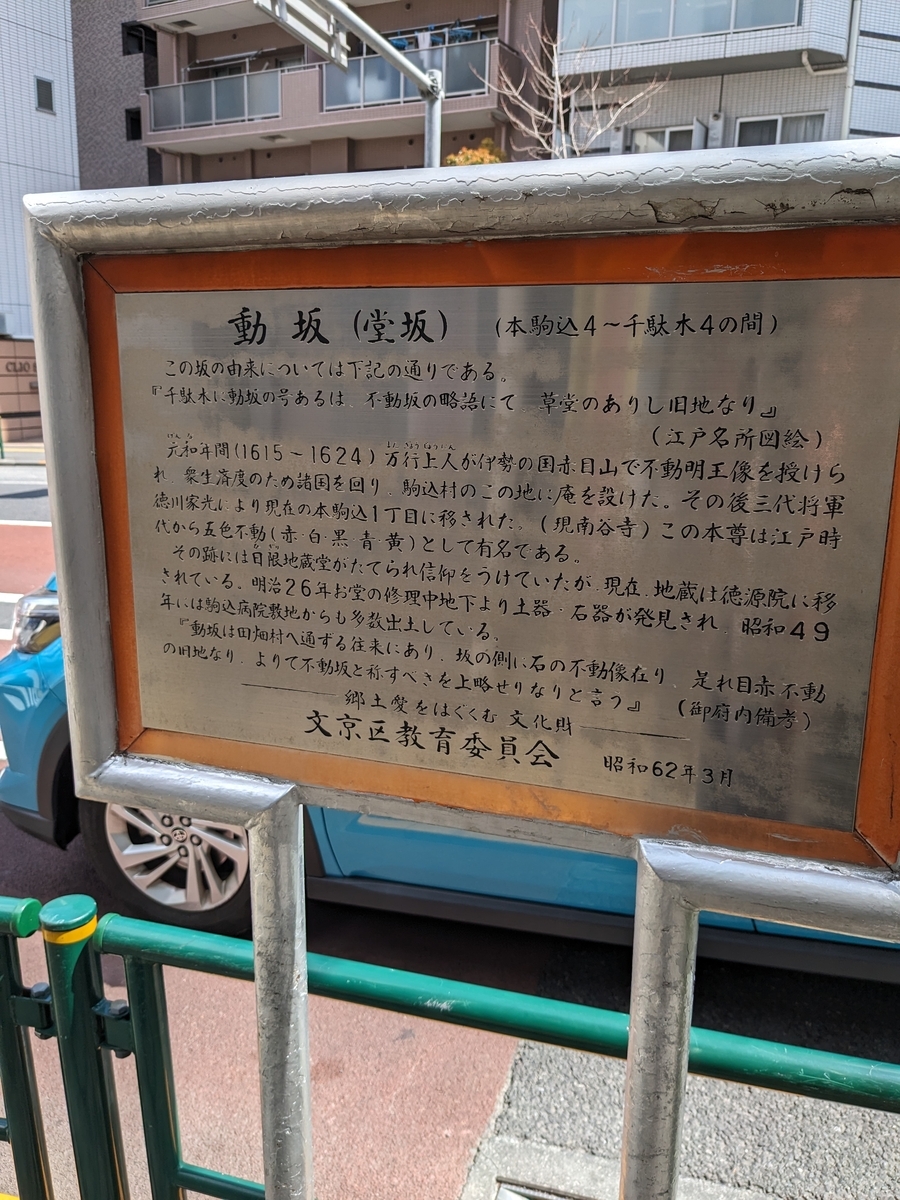 動坂(堂坂) (本駒込4~千駄木4の間)
この坂の由来については下記の通りである。
『千駄木に動坂の号あるは、不動坂の略語にて 草堂のありし旧地なり』
(江戸名所図絵)
元和年間(1615~1624)万行上人が伊勢の国赤目山で不動明王像を授けら
れ、衆生済度のため諸国を回り、駒込村のこの地に庵を設けた。その後三代将軍
徳川家光により現在の本駒込1丁目に移された。(現南谷寺)この本尊は江戸時
代から五色不動(赤・白・黒・青・黄)として有名である。
その跡には日限地蔵堂がたてられ信仰をうけていたが、現在、地蔵は徳源院に移
されている。明治26年お堂の修理中地下より土器・石器が発見され、昭和49
年には駒込病院敷地からも多数出土している。
『動坂は田畑村へ通ずる往来にあり、坂の側に石の不動像在り、是れ目赤不動
の旧地なり、よりて不動坂と称すべきを上略せりなりと言う』 (御府内備考)
郷土愛をはぐくむ文化財
文京区教育委員会 昭和62年3月